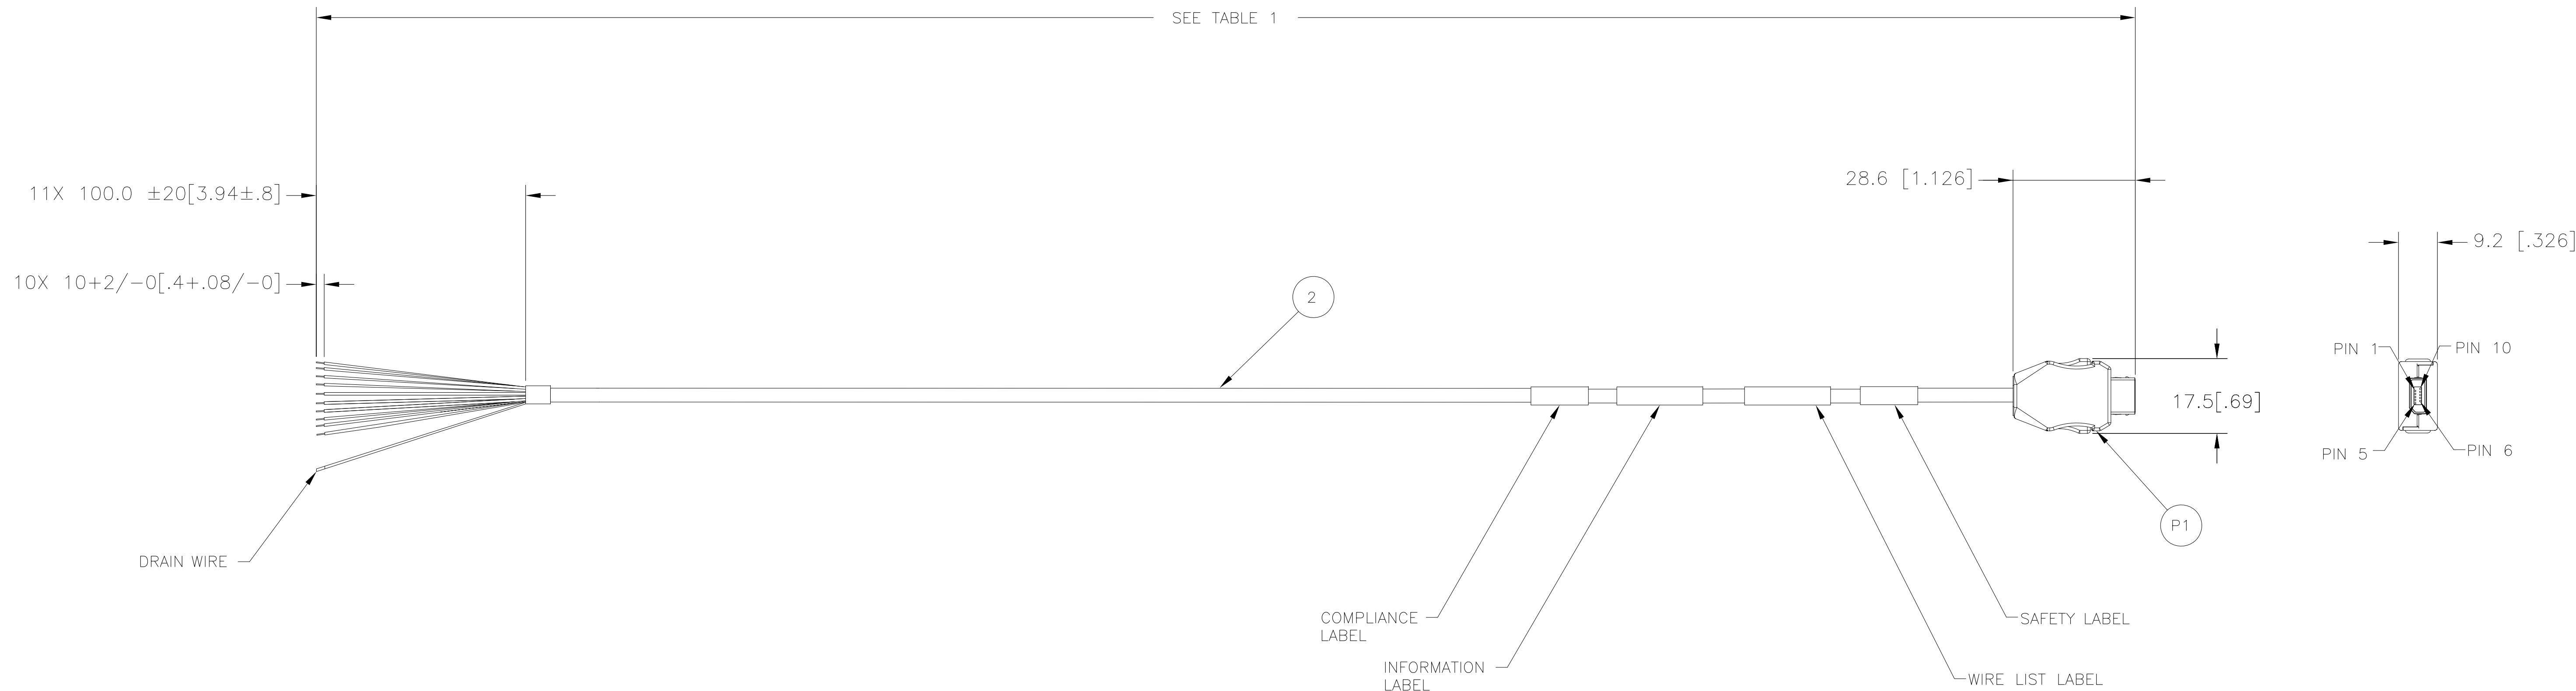 SEE TABLE 1
28.6 [1.126]
11X 100.0 ±20[3.94±.8]
9.2 [.326]
10X 10+2/-0[.4+.08/-0]
2
PIN 1
PIN 10
17.5[.69]
PIN 5
PIN 6
P1
DRAIN WIRE
COMPLIANCE
LABEL
SAFETY LABEL
INFORMATION
LABEL
WIRE LIST LABEL